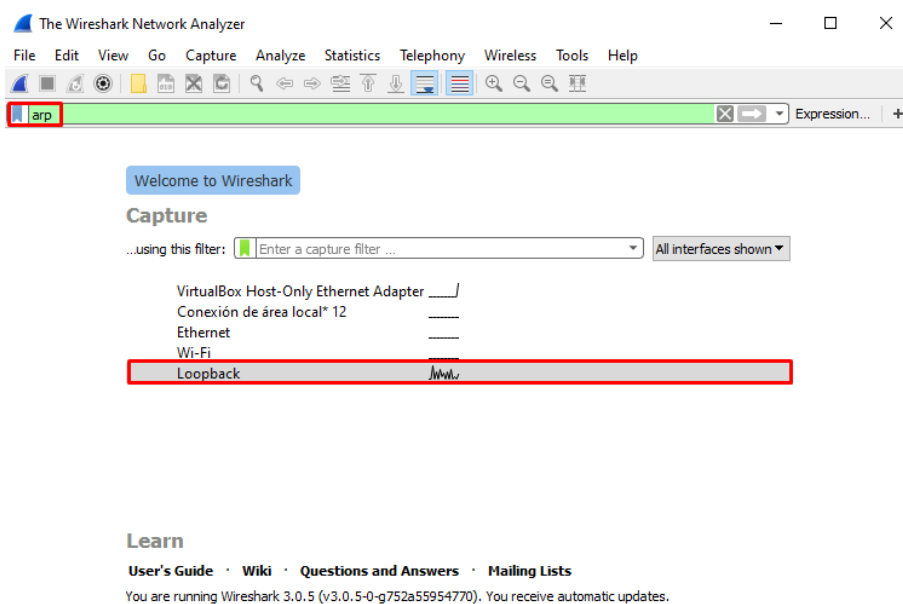 The Wireshark Network Analyzer
File Edit View Go Capture Analyze Statistics Telephony Wireless Tools Help
arp
Expression... +
Welcome to Wireshark
Capture
...using this filter: Enter a capture filter ... All interfaces shown
VirtualBox Host-Only Ethernet Adapter
Conexión de área local* 12
Ethernet
Wi-Fi
Loopback
Learn
User's Guide · Wiki · Questions and Answers · Mailing Lists
You are running Wireshark 3.0.5 (v3.0.5-0-g752a55954770). You receive automatic updates.